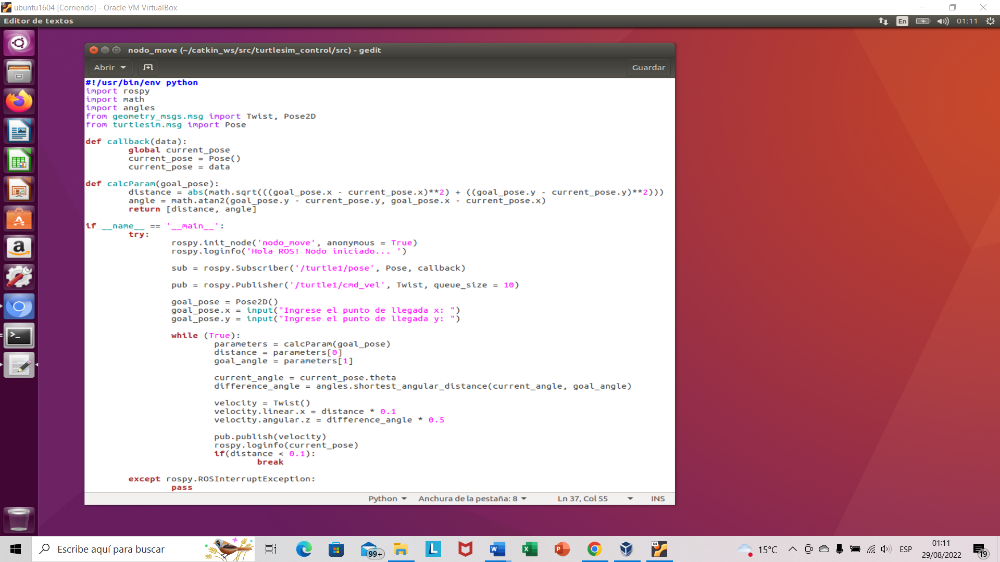 ubuntu1604 [Corriendo] - Oracle VM VirtualBox
Editor de textos
En
01:11
nodo_move (~/catkin_ws/src/turtlesim_control/src) - gedit
Abrir
Guardar
#!/usr/bin/env python
import rospy
import math
import angles
from geometry_msgs.msg import Twist, Pose2D
from turtlesim.msg import Pose
def callback(data):
global current_pose
current_pose = Pose()
current_pose = data
def calcParam(goal_pose):
distance = abs(math.sqrt(((goal_pose.x - current_pose.x)**2) + ((goal_pose.y - current_pose.y)**2)))
angle = math.atan2(goal_pose.y - current_pose.y, goal_pose.x - current_pose.x)
return [distance, angle]
if __name__ == '__main__':
try:
rospy.init_node('nodo_move', anonymous = True)
rospy.loginfo('Hola ROS! Nodo iniciado... ')
sub = rospy.Subscriber('/turtle1/pose', Pose, callback)
pub = rospy.Publisher('/turtle1/cmd_vel', Twist, queue_size = 10)
goal_pose = Pose2D()
goal_pose.x = input("Ingrese el punto de llegada x: ")
goal_pose.y = input("Ingrese el punto de llegada y: ")
while (True):
parameters = calcParam(goal_pose)
distance = parameters[0]
goal_angle = parameters[1]
current_angle = current_pose.theta
difference_angle = angles.shortest_angular_distance(current_angle, goal_angle)
velocity = Twist()
velocity.linear.x = distance * 0.1
velocity.angular.z = difference_angle * 0.5
pub.publish(velocity)
rospy.loginfo(current_pose)
if(distance < 0.1):
break
except rospy.ROSInterruptException:
pass
Python
Anchura de la pestaña: 8
Ln 37, Col 55
INS
Escribe aquí para buscar
99+
15°C
ESP
01:11
29/08/2022
19